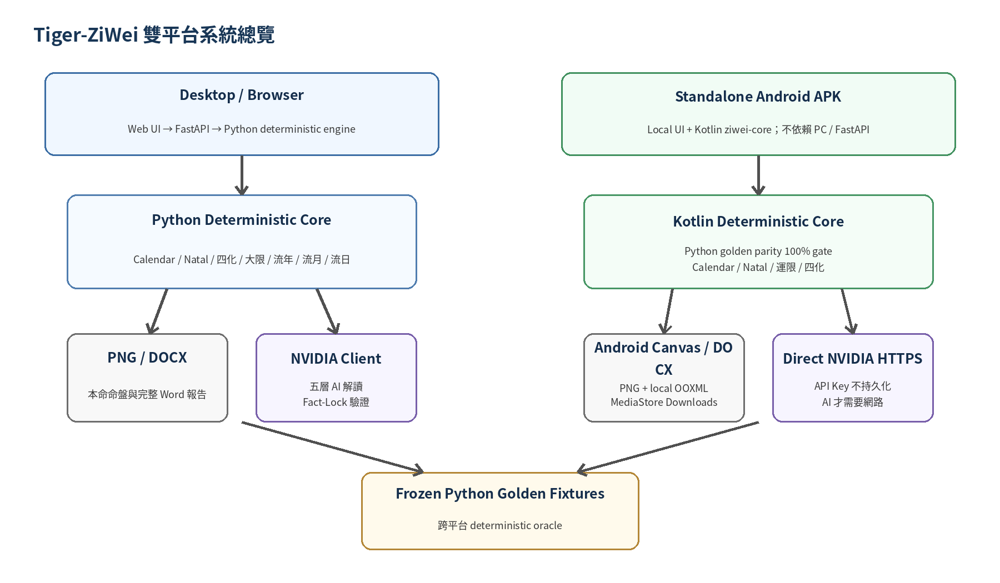 Tiger-ZiWei 雙平台系統總覽
Desktop / Browser
Web UI → FastAPI → Python deterministic engine
Standalone Android APK
Local UI + Kotlin ziwei-core；不依賴 PC / FastAPI
Python Deterministic Core
Calendar / Natal / 四化 / 大限 / 流年 / 流月 / 流日
Kotlin Deterministic Core
Python golden parity 100% gate
Calendar / Natal / 運限 / 四化
PNG / DOCX
本命命盤與完整 Word 報告
NVIDIA Client
五層 AI 解讀
Fact-Lock 驗證
Android Canvas / DO
CX
PNG + local OOXML
MediaStore Downloads
Direct NVIDIA HTTPS
API Key 不持久化
AI 才需要網路
Frozen Python Golden Fixtures
跨平台 deterministic oracle